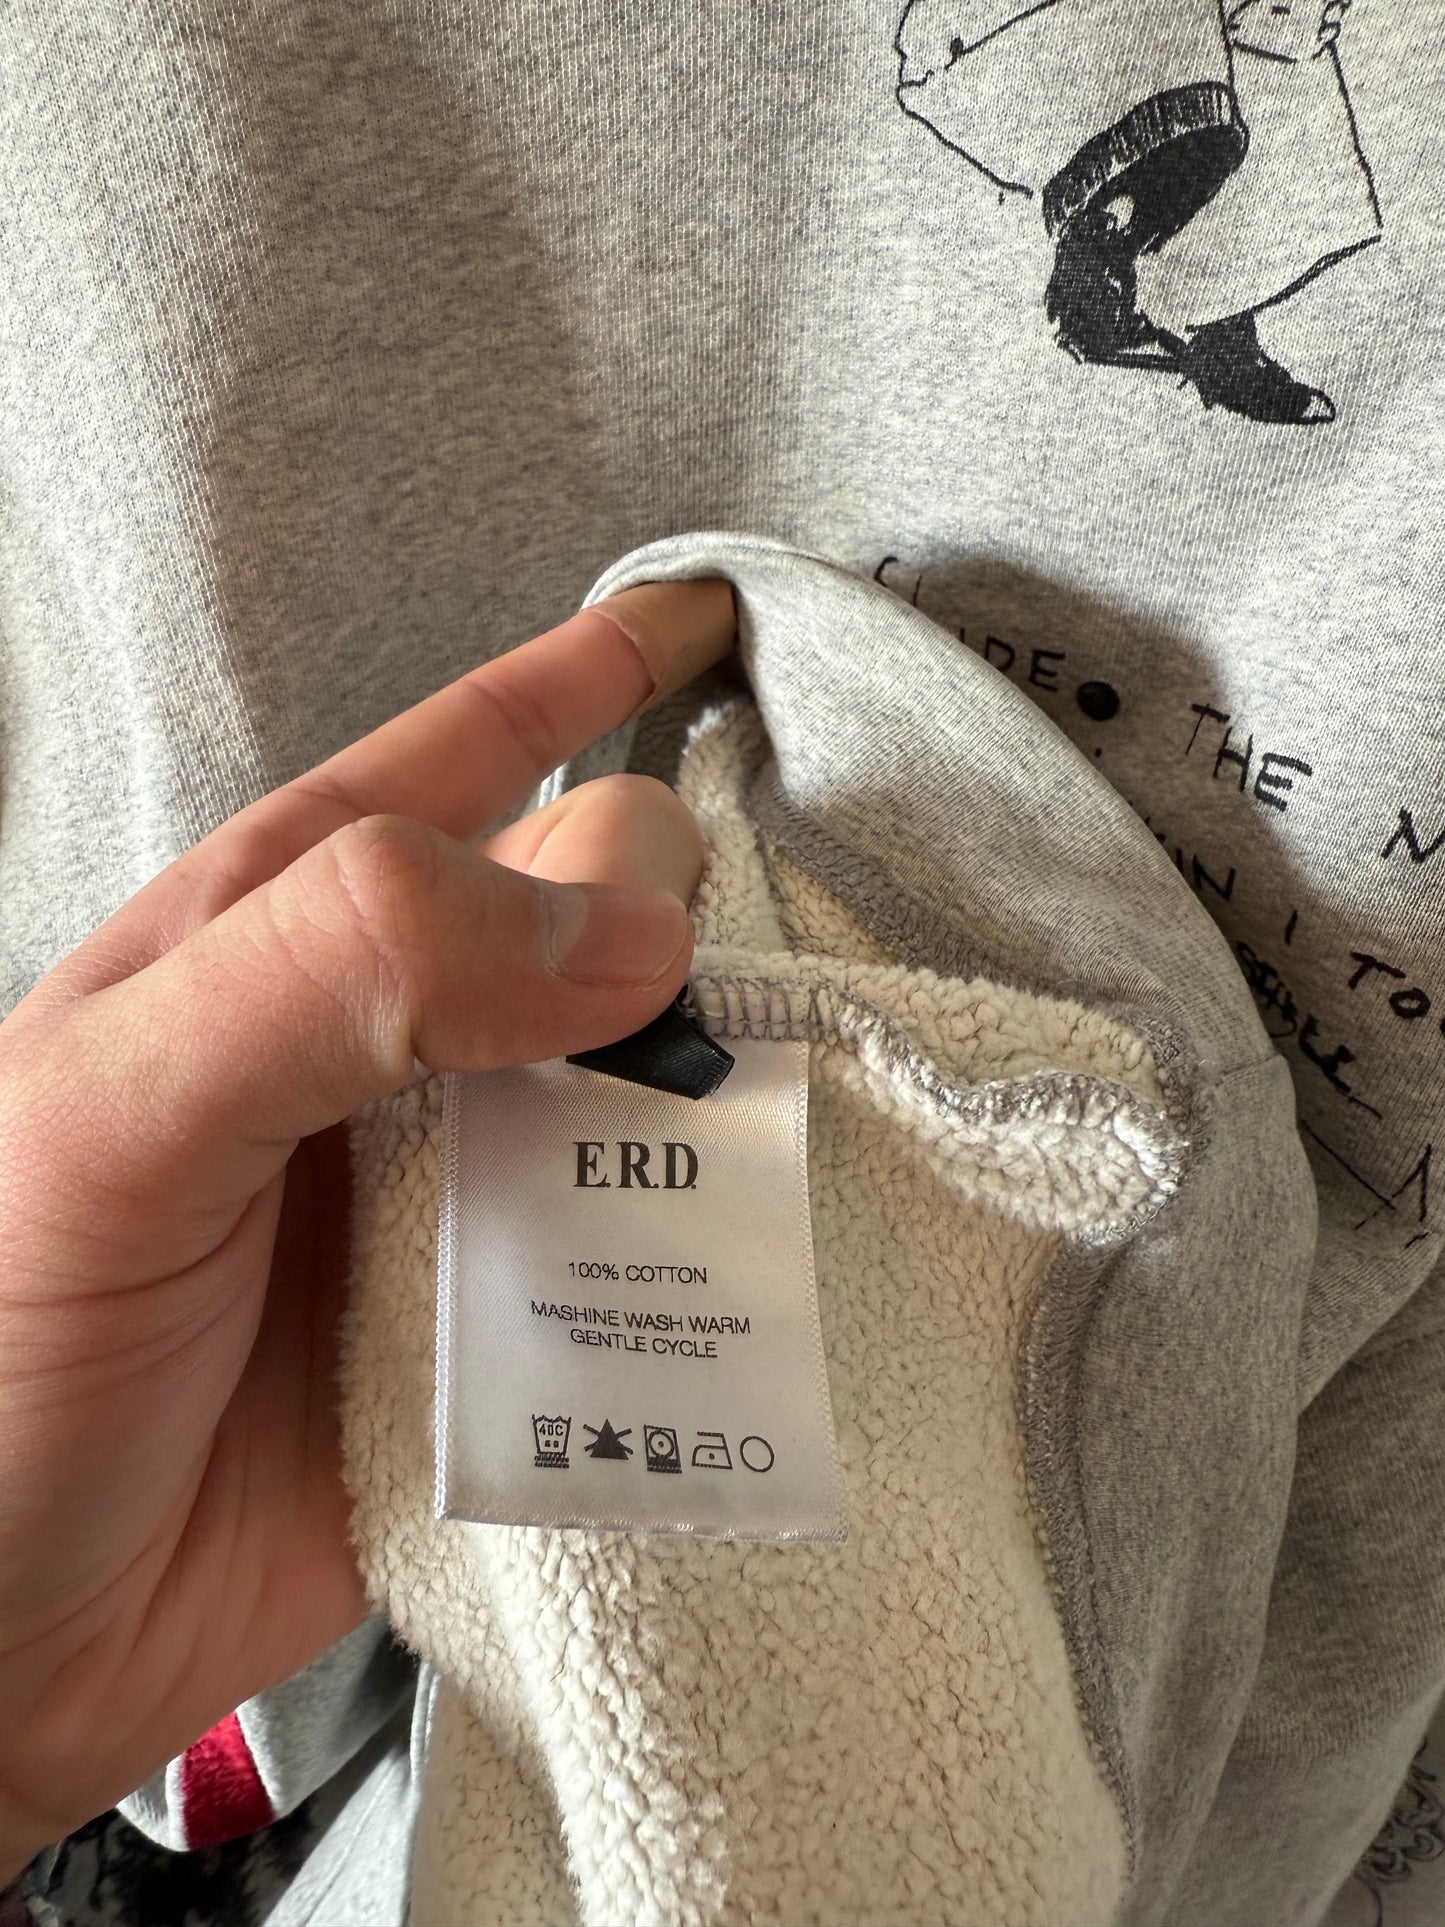 THE
I
E.R.D.
100% COTTON
MASHINE WASH WARM
GENTLE CYCLE
40C